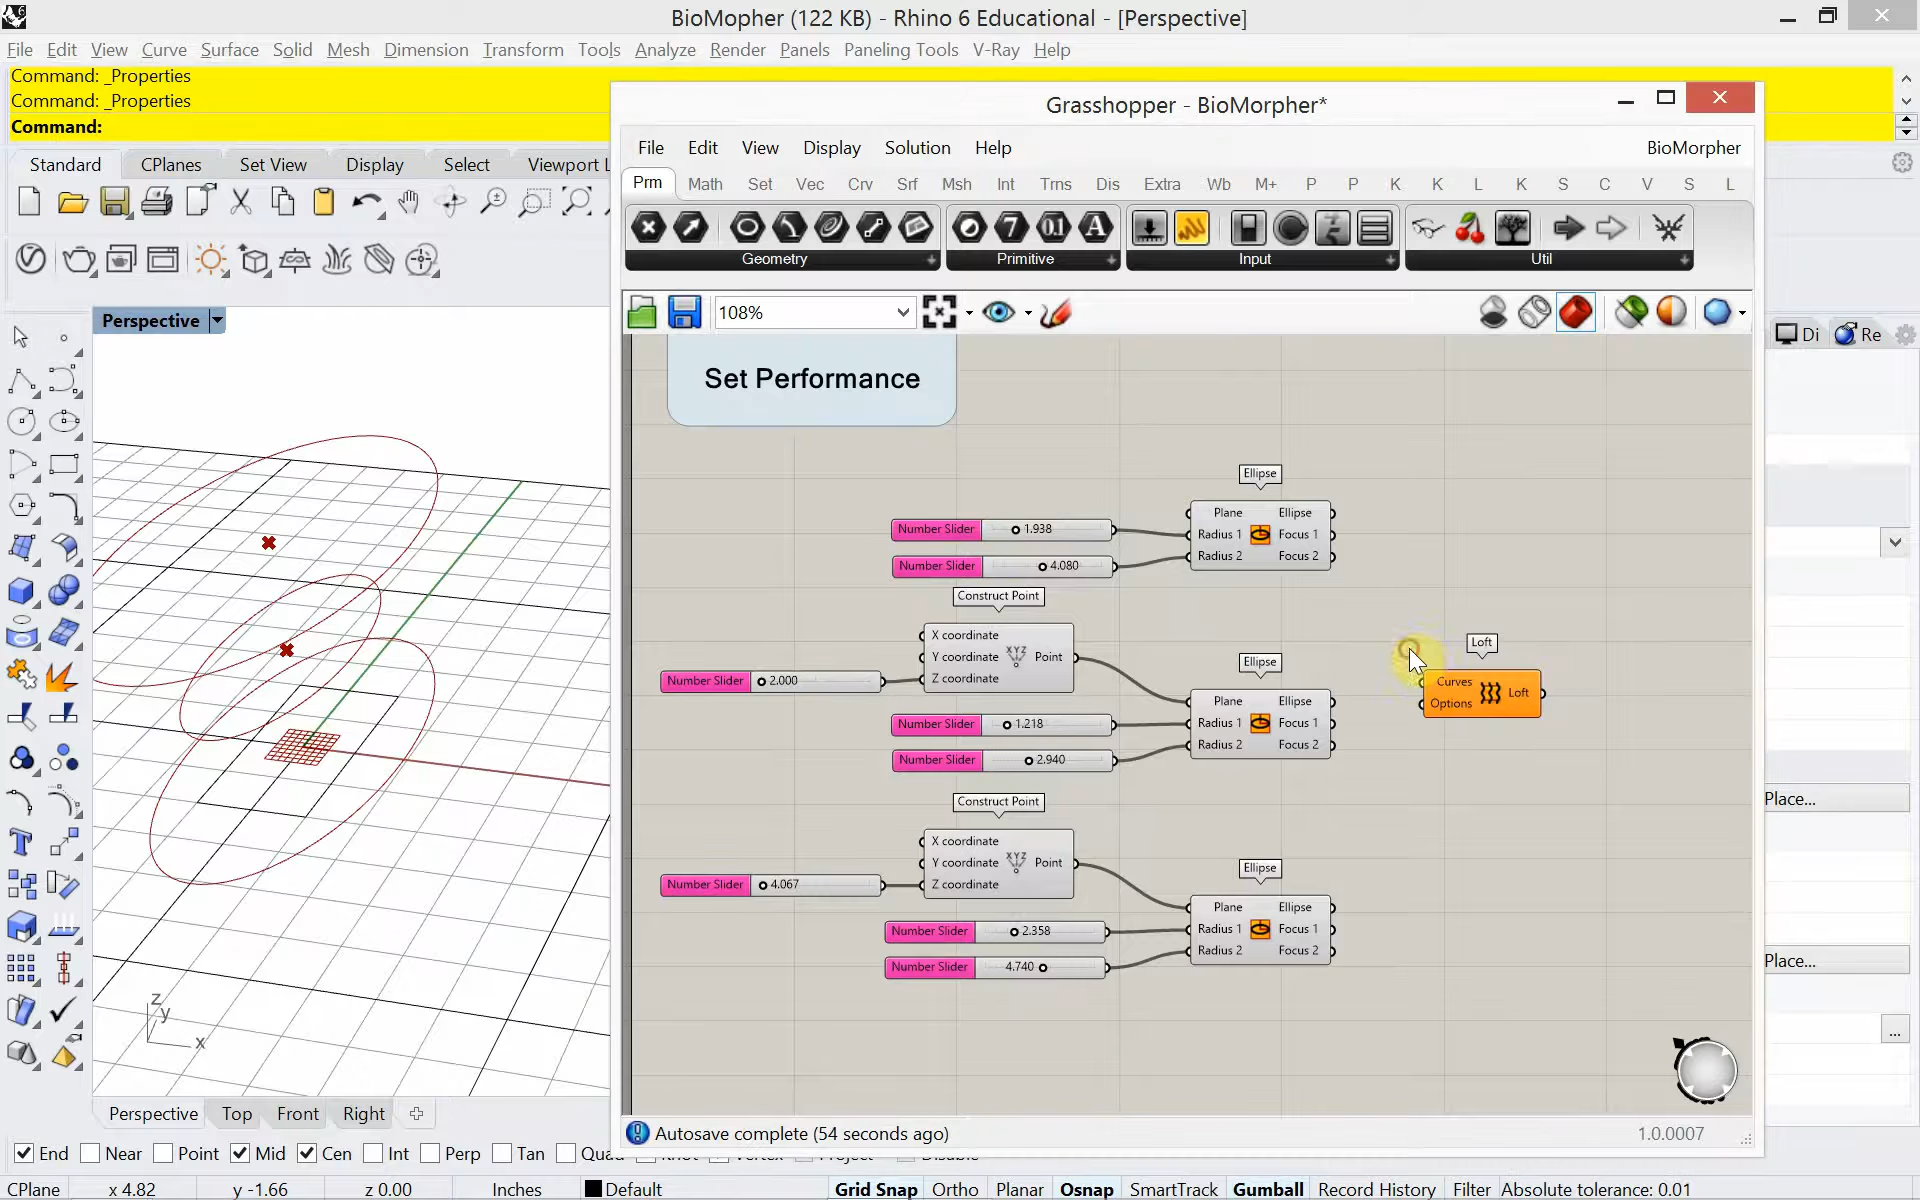 BioMopher (122 KB) - Rhino 6 Educational - [Perspective]
File Edit View Curve Surface Solid Mesh Dimension Transform Tools Analyze Render Panels Paneling Tools V-Ray Help
Command: _Properties
Command: _Properties
Command:
Standard CPlanes Set View Display Select Viewport L
Perspective
Grasshopper - BioMorpher*
File Edit View Display Solution Help BioMorpher
Prm Math Set Vec Crv Srf Msh Int Trns Dis Extra Wb M+ P P K K L K S C V S L
Geometry Primitive Input Util
108%
Di Re
Set Performance
Ellipse
Plane Ellipse
Number Slider 1.938 Radius 1 Focus 1
Number Slider 4.080 Radius 2 Focus 2
Construct Point
X coordinate
Y coordinate XYZ Point
Number Slider 2.000 Z coordinate
Ellipse
Plane Ellipse
Number Slider 1.218 Radius 1 Focus 1
Number Slider 2.940 Radius 2 Focus 2
Loft
Curves
Options Loft
Construct Point
X coordinate
Y coordinate XYZ Point
Number Slider 4.067 Z coordinate
Ellipse
Plane Ellipse
Number Slider 2.358 Radius 1 Focus 1
Number Slider 4.740 Radius 2 Focus 2
Place...
Place...
...
z
y
x
Perspective Top Front Right
Autosave complete (54 seconds ago) 1.0.0007
End Near Point Mid Cen Int Perp Tan Quad
CPlane x 4.82 y -1.66 z 0.00 Inches Default Grid Snap Ortho Planar Osnap SmartTrack Gumball Record History Filter Absolute tolerance: 0.01